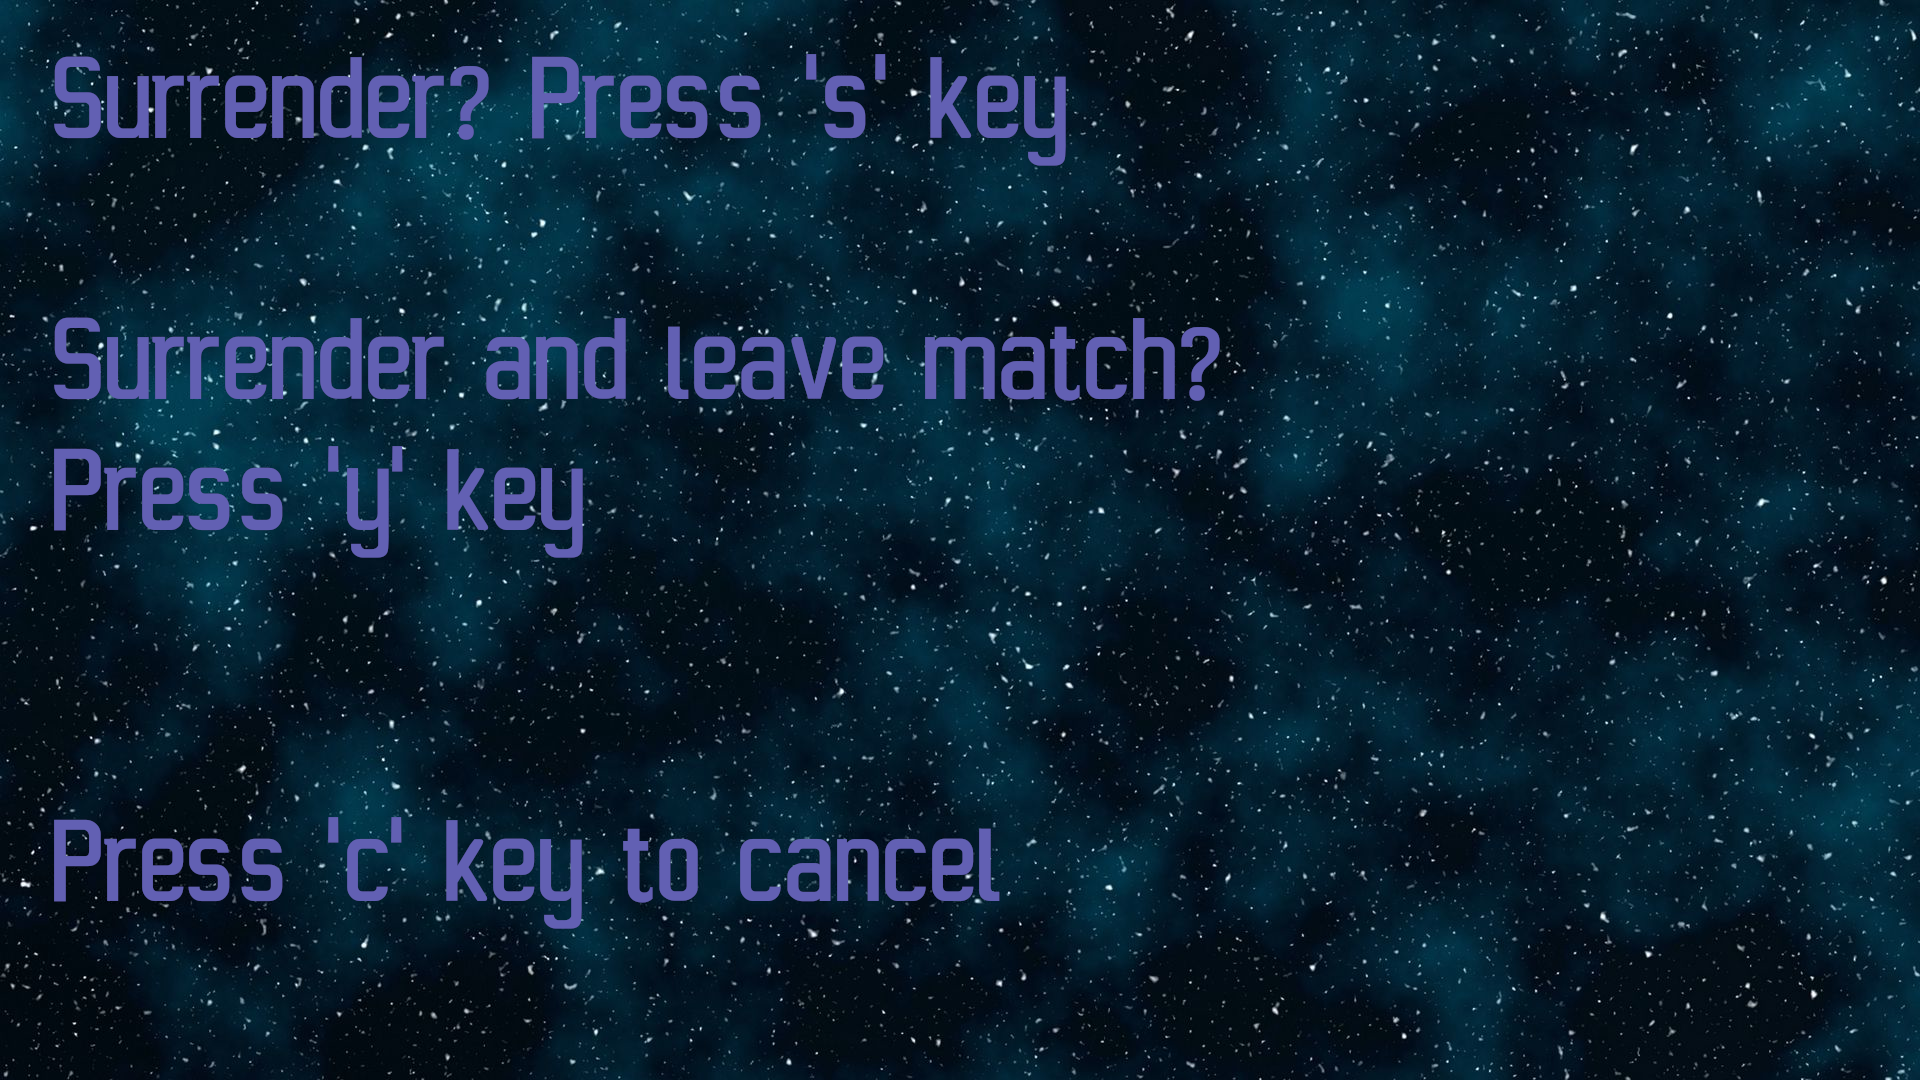 Surrender? Press 's' key
Surrender and leave match?
Press 'y' key
Press 'c' key to cancel